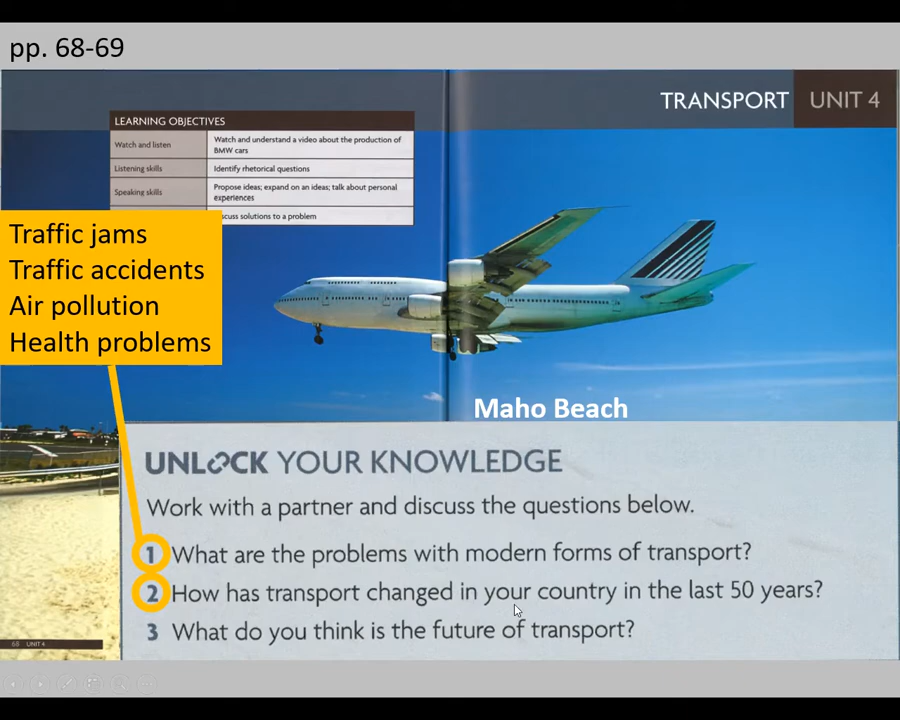 pp. 68-69
TRANSPORT UNIT 4
LEARNING OBJECTIVES
Watch and listen
Watch and understand a video about the production of
BMW cars
Listening skills
Identify rhetorical questions
Speaking skills
Propose ideas; expand on an ideas; talk about personal
experiences
scuss solutions to a problem
Traffic jams
Traffic accidents
Air pollution
Health problems
Maho Beach
UNLOCK YOUR KNOWLEDGE
Work with a partner and discuss the questions below.
1 What are the problems with modern forms of transport?
2 How has transport changed in your country in the last 50 years?
3 What do you think is the future of transport?
68 UNIT 4